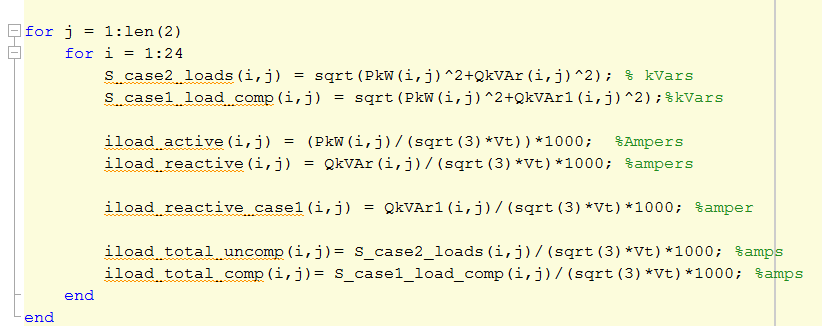 for j = 1:len(2)
for i = 1:24
S_case2_loads(i,j) = sqrt(PkW(i,j)^2+QkVAr(i,j)^2); % kVars
S_case1_load_comp(i,j) = sqrt(PkW(i,j)^2+QkVAr1(i,j)^2);%kVars
iload_active(i,j) = (PkW(i,j)/(sqrt(3)*Vt))*1000; %Ampers
iload_reactive(i,j) = QkVAr(i,j)/(sqrt(3)*Vt)*1000; %ampers
iload_reactive_case1(i,j) = QkVAr1(i,j)/(sqrt(3)*Vt)*1000; %amper
iload_total_uncomp(i,j)= S_case2_loads(i,j)/(sqrt(3)*Vt)*1000; %amps
iload_total_comp(i,j)= S_case1_load_comp(i,j)/(sqrt(3)*Vt)*1000; %amps
end
end